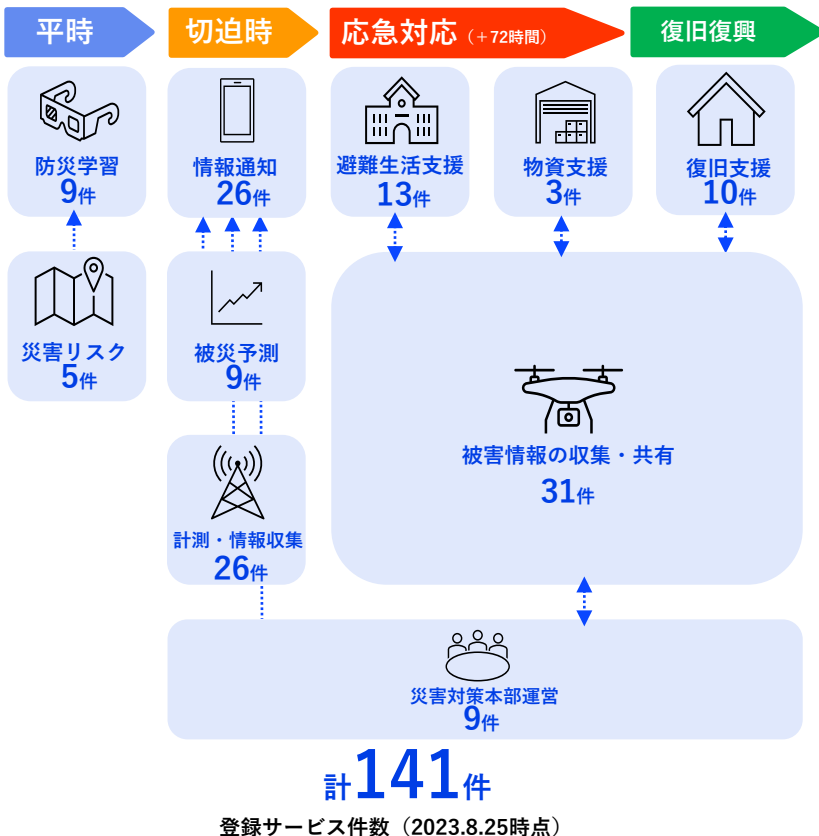 平時
切迫時
応急対応（＋72時間）
復旧復興
防災学習
9件
情報通知
26件
避難生活支援
13件
物資支援
3件
復旧支援
10件
災害リスク
5件
被災予測
9件
被害情報の収集・共有
31件
計測・情報収集
26件
災害対策本部運営
9件
計141件
登録サービス件数（2023.8.25時点）